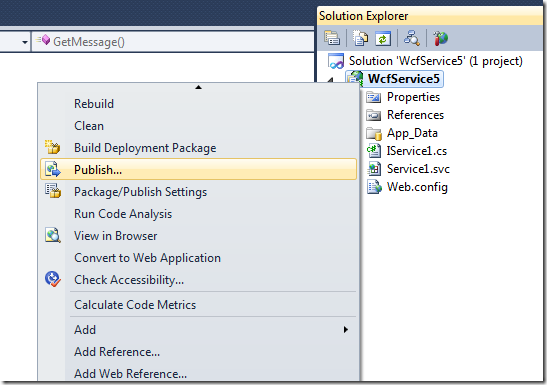 GetMessage()
Rebuild
Clean
Build Deployment Package
Publish...
Package/Publish Settings
Run Code Analysis
View in Browser
Convert to Web Application
Check Accessibility...
Calculate Code Metrics
Add
Add Reference...
Add Web Reference...
Solution Explorer
Solution 'WcfService5' (1 project)
WcfService5
Properties
References
App_Data
IService1.cs
Service1.svc
Web.config